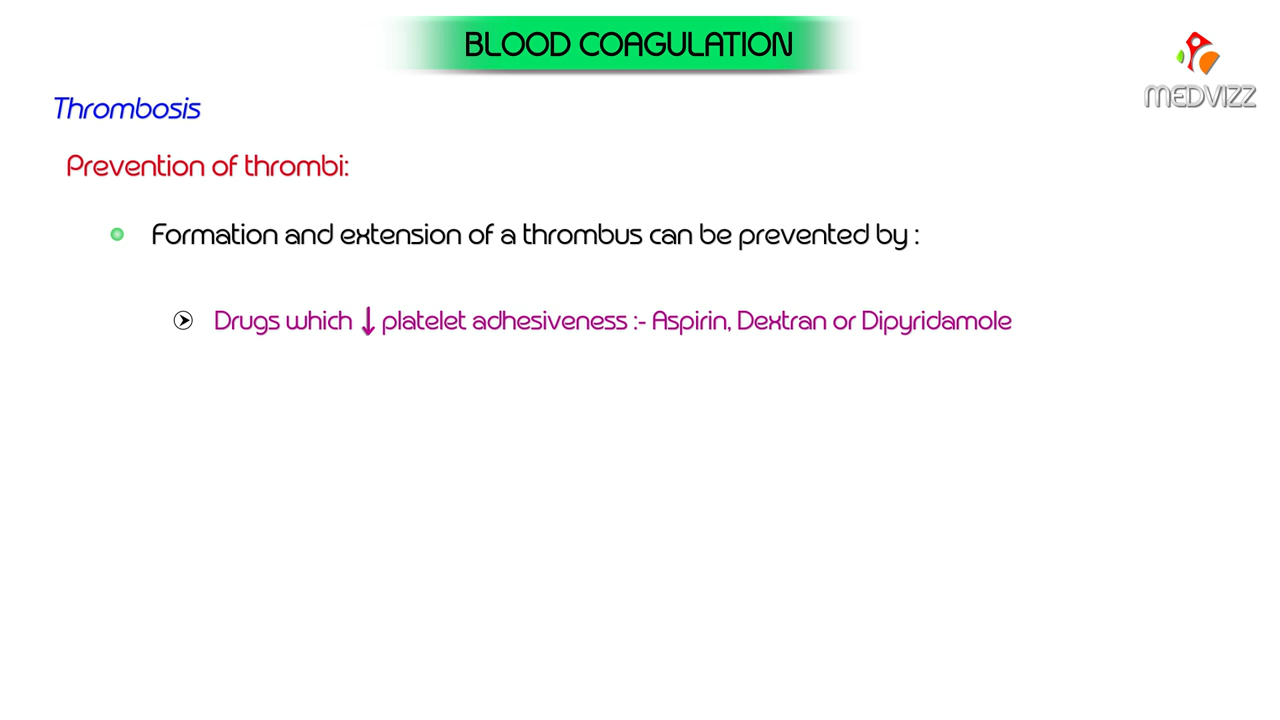 BLOOD COAGULATION
MEDVIZZ
Thrombosis
Prevention of thrombi:
Formation and extension of a thrombus can be prevented by :
Drugs which ↓ platelet adhesiveness :- Aspirin, Dextran or Dipyridamole